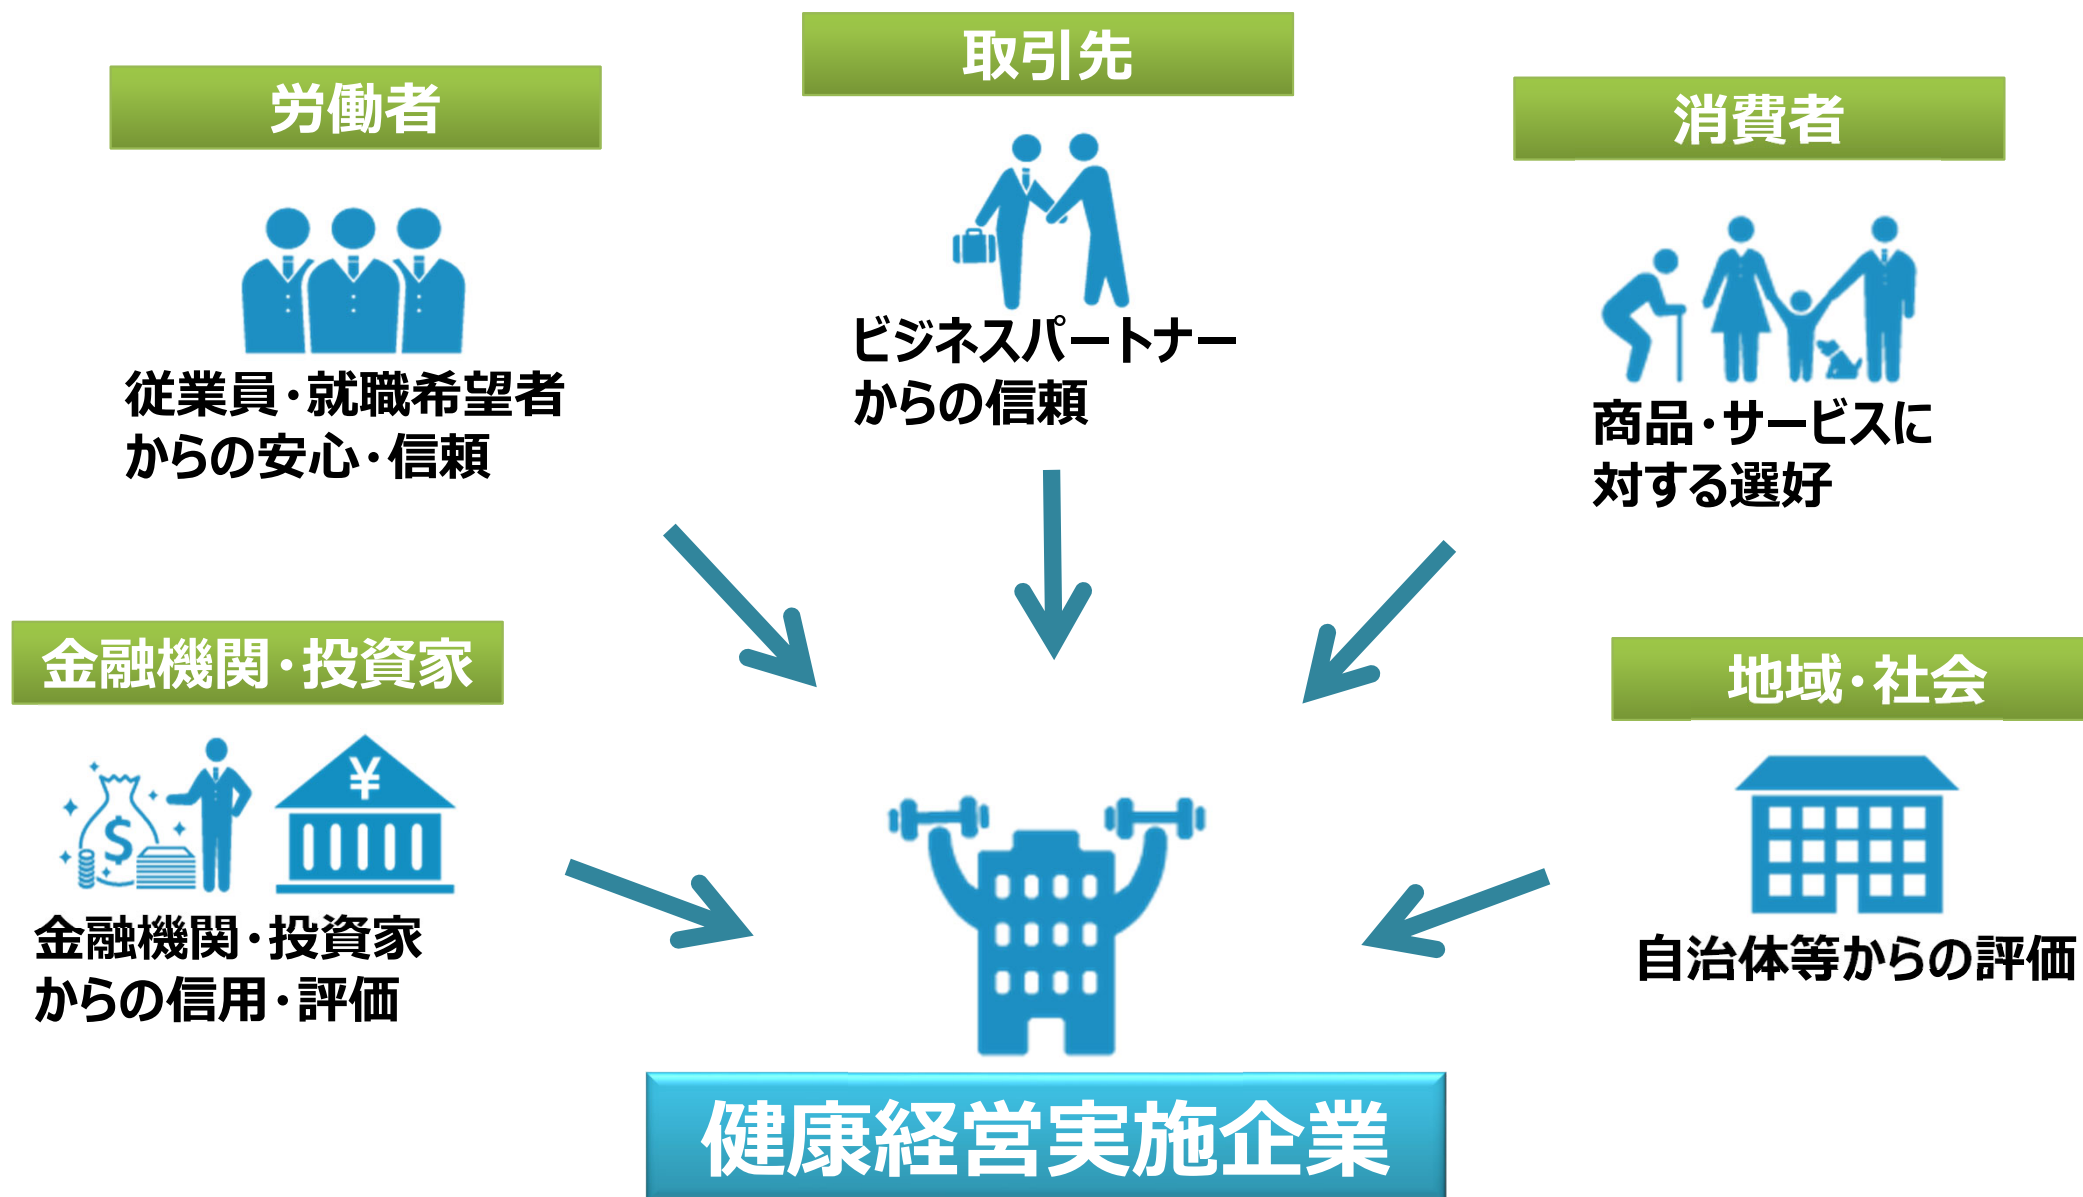 労働者
従業員・就職希望者
からの安心・信頼
取引先
ビジネスパートナー
からの信頼
消費者
商品・サービスに
対する選好
金融機関・投資家
$
¥
金融機関・投資家
からの信用・評価
地域・社会
自治体等からの評価
健康経営実施企業